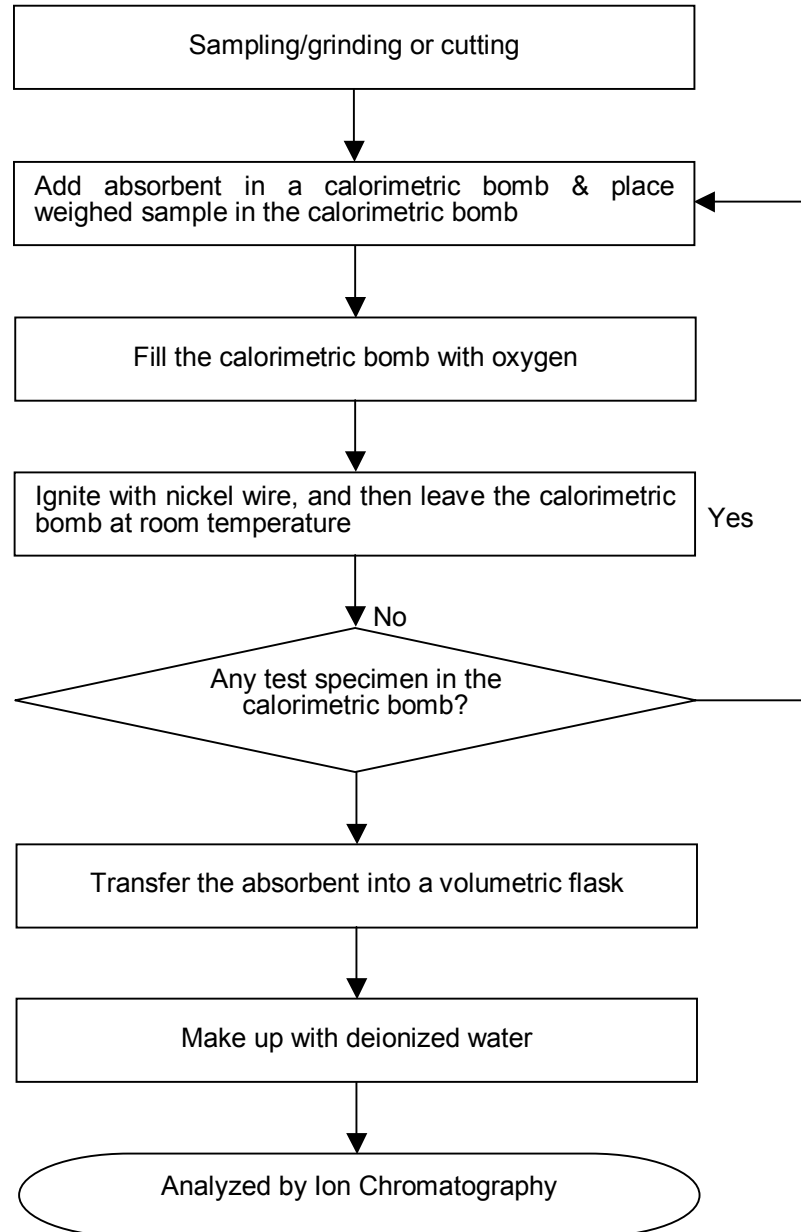 Sampling/grinding or cutting
Add absorbent in a calorimetric bomb & place
weighed sample in the calorimetric bomb
Fill the calorimetric bomb with oxygen
Ignite with nickel wire, and then leave the calorimetric
bomb at room temperature
Yes
No
Any test specimen in the
calorimetric bomb?
Transfer the absorbent into a volumetric flask
Make up with deionized water
Analyzed by Ion Chromatography